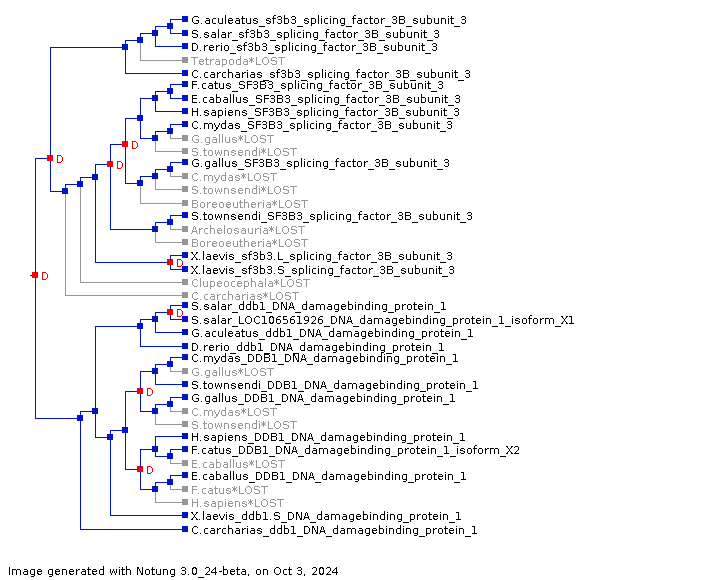 G.aculeatus_sf3b3_splicing_factor_3B_subunit_3
S.salar_sf3b3_splicing_factor_3B_subunit_3
D.rerio_sf3b3_splicing_factor_3B_subunit_3
Tetrapoda*LOST
C.carcharias_sf3b3_splicing_factor_3B_subunit_3
F.catus_SF3B3_splicing_factor_3B_subunit_3
E.caballus_SF3B3_splicing_factor_3B_subunit_3
H.sapiens_SF3B3_splicing_factor_3B_subunit_3
C.mydas_SF3B3_splicing_factor_3B_subunit_3
G.gallus*LOST
D
S.townsendi*LOST
D
D
G.gallus_SF3B3_splicing_factor_3B_subunit_3
C.mydas*LOST
S.townsendi*LOST
Boreoeutheria*LOST
S.townsendi_SF3B3_splicing_factor_3B_subunit_3
Archelosauria*LOST
Boreoeutheria*LOST
X.laevis_sf3b3.L_splicing_factor_3B_subunit_3
D
X.laevis_sf3b3.S_splicing_factor_3B_subunit_3
D
Clupeocephala*LOST
C.carcharias*LOST
S.salar_ddb1_DNA_damagebinding_protein_1
D
S.salar_LOC106561926_DNA_damagebinding_protein_1_isoform_X1
G.aculeatus_ddb1_DNA_damagebinding_protein_1
D.rerio_ddb1_DNA_damagebinding_protein_1
C.mydas_DDB1_DNA_damagebinding_protein_1
G.gallus*LOST
S.townsendi_DDB1_DNA_damagebinding_protein_1
D
G.gallus_DDB1_DNA_damagebinding_protein_1
C.mydas*LOST
S.townsendi*LOST
H.sapiens_DDB1_DNA_damagebinding_protein_1
F.catus_DDB1_DNA_damagebinding_protein_1_isoform_X2
E.caballus*LOST
D
E.caballus_DDB1_DNA_damagebinding_protein_1
F.catus*LOST
H.sapiens*LOST
X.laevis_ddb1.S_DNA_damagebinding_protein_1
C.carcharias_ddb1_DNA_damagebinding_protein_1
Image generated with Notung 3.0_24-beta, on Oct 3, 2024